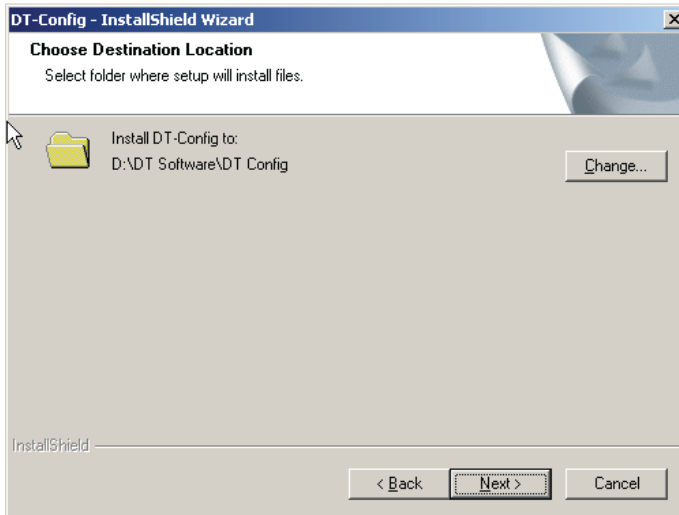 DT-Config - InstallShield Wizard
Choose Destination Location
Select folder where setup will install files.
Install DT-Config to:
D:\DT Software\DT Config
Change...
InstallShield
< Back
Next >
Cancel